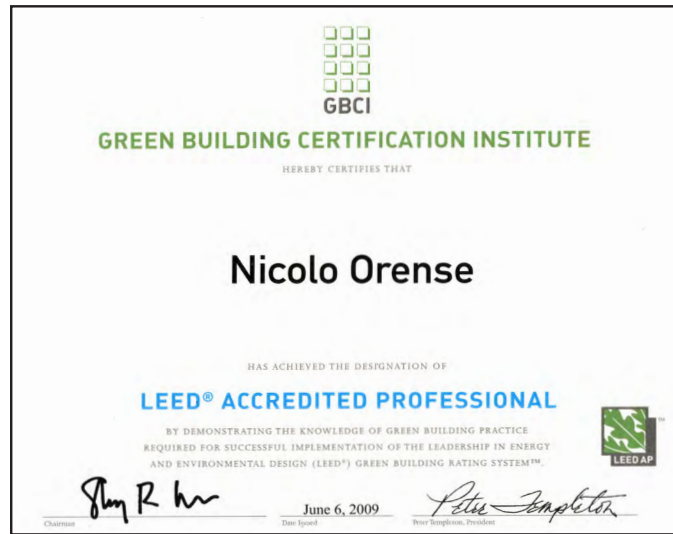 GBCI
GREEN BUILDING CERTIFICATION INSTITUTE
HEREBY CERTIFIES THAT
Nicolo Orense
HAS ACHIEVED THE DESIGNATION OF
LEED® ACCREDITED PROFESSIONAL
BY DEMONSTRATING THE KNOWLEDGE OF GREEN BUILDING PRACTICE
REQUIRED FOR SUCCESSFUL IMPLEMENTATION OF THE LEADERSHIP IN ENERGY
AND ENVIRONMENTAL DESIGN (LEED®) GREEN BUILDING RATING SYSTEM™.
LEED AP
Peter Templeton
June 6, 2009
Chairman
Date Issued
Peter Templeton, President